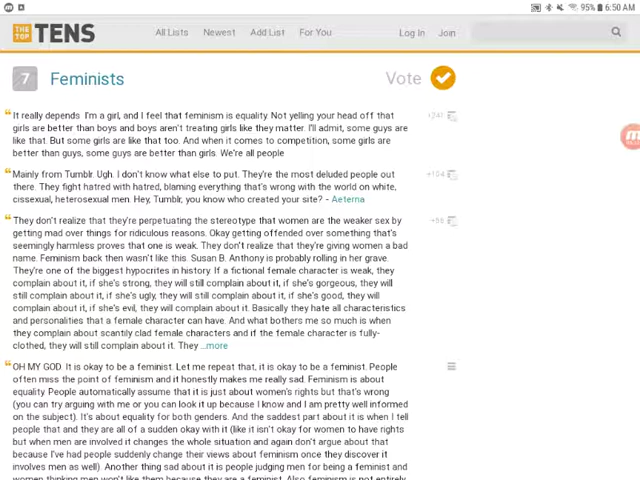 95% 6:50 AM
THE TOP TENS All Lists Newest Add List For You Log In Join
7 Feminists Vote
It really depends I'm a girl, and I feel that feminism is equality. Not yelling your head off that
girls are better than boys and boys aren't treating girls like they matter. I'll admit, some guys are
like that. But some girls are like that too. And when it comes to competition, some girls are
better than guys, some guys are better than girls. We're all people
Mainly from Tumblr. Ugh. I don't know what else to put. They're the most deluded people out
there. They fight hatred with hatred, blaming everything that's wrong with the world on white,
cissexual, heterosexual men. Hey, Tumblr, you know who created your site? - Aeterna
They don't realize that they're perpetuating the stereotype that women are the weaker sex by
getting mad over things for ridiculous reasons. Okay getting offended over something that's
seemingly harmless proves that one is weak. They don't realize that they're giving women a bad
name. Feminism back then wasn't like this. Susan B. Anthony is probably rolling in her grave.
They're one of the biggest hypocrites in history. If a fictional female character is weak, they
complain about it, if she's strong, they will still complain about it, if she's gorgeous, they will
still complain about it, if she's ugly, they will still complain about it, if she's good, they will
complain about it, if she's evil, they will complain about it. Basically they hate all characteristics
and personalities that a female character can have. And what bothers me so much is when
they complain about scantily clad female characters and if the female character is fully-
clothed, they will still complain about it. They ...more
OH MY GOD. It is okay to be a feminist. Let me repeat that, it is okay to be a feminist. People
often miss the point of feminism and it honestly makes me really sad. Feminism is about
equality People automatically assume that it is just about women's rights but that's wrong
(you can try arguing with me or you can look it up because I know and I am pretty well informed
on the subject). It's about equality for both genders. And the saddest part about it is when I tell
people that and they are all of a sudden okay with it (like it isn't okay for women to have rights
but when men are involved it changes the whole situation and again don't argue about that
because I've had people suddenly change their views about feminism once they discover it
involves men as well). Another thing sad about it is people judging men for being a feminist and
women thinking men won't like them because they are a feminist. Also feminism is not entirely